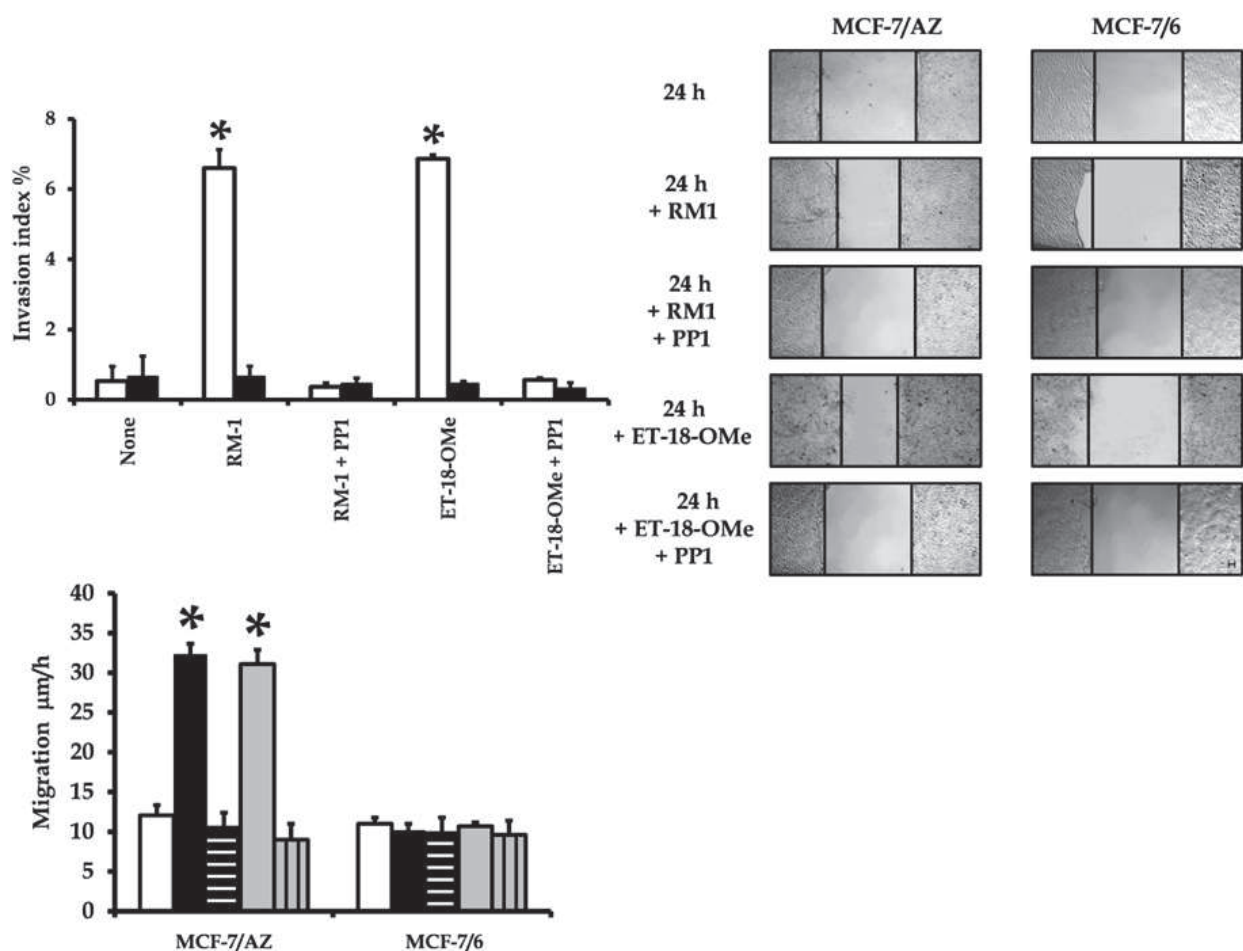 MCF-7/AZ
MCF-7/6
24 h
24 h
+ RM1
24 h
+ RM1
+ PP1
24 h
+ ET-18-OMe
24 h
+ ET-18-OMe
+ PP1
Invasion index %
8
6
4
2
0
*
*
None
RM-1
RM-1 + PP1
ET-18-OMe
ET-18-OMe + PP1
Migration µm/h
40
35
30
25
20
15
10
5
0
*
*
MCF-7/AZ
MCF-7/6